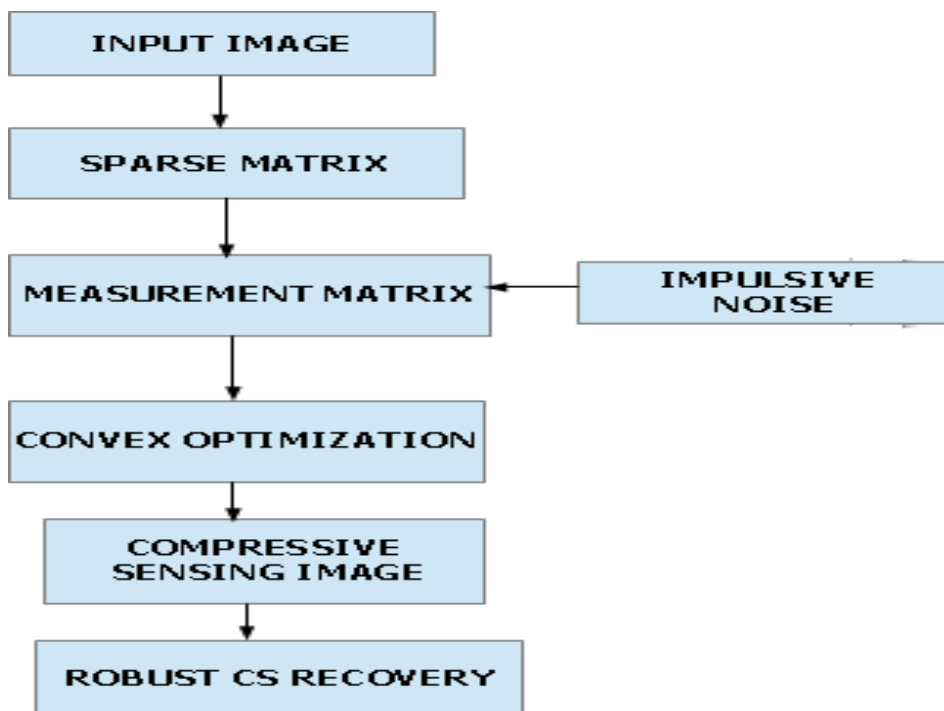 INPUT IMAGE
SPARSE MATRIX
MEASUREMENT MATRIX
IMPULSIVE
NOISE
CONVEX OPTIMIZATION
COMPRESSIVE
SENSING IMAGE
ROBUST CS RECOVERY